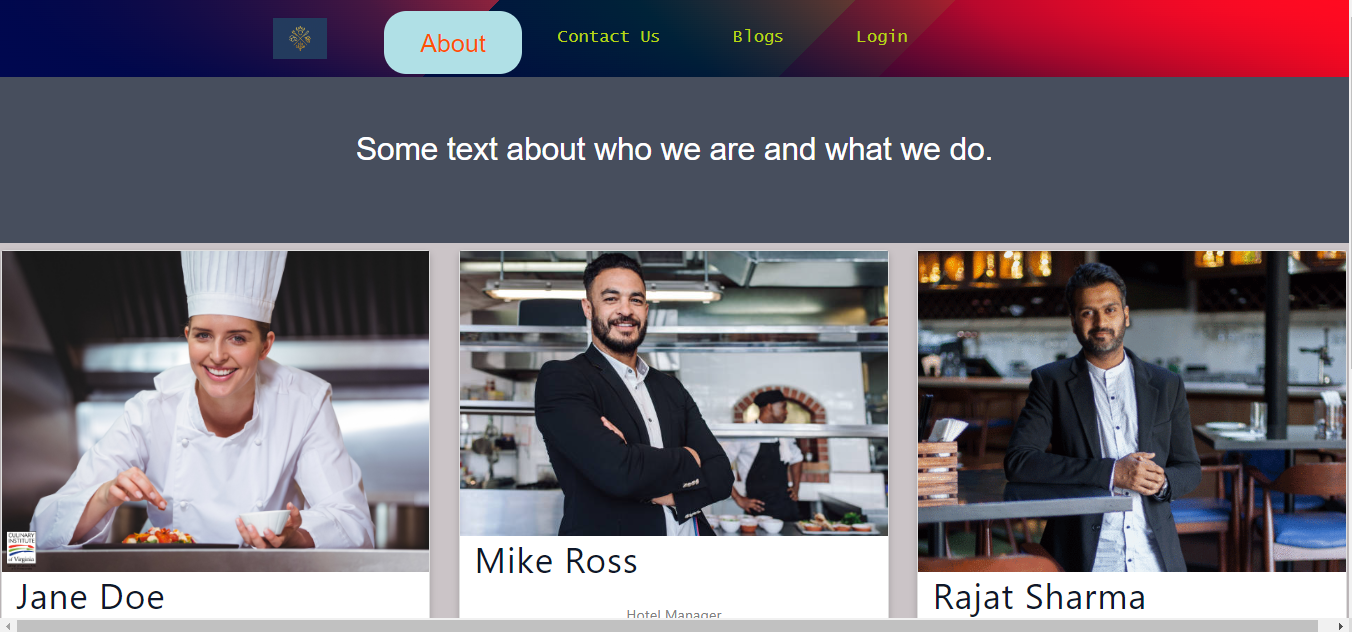 About
Contact Us
Blogs
Login
Some text about who we are and what we do.
CULINARY
INSTITUTE
of Virginia
Jane Doe
Mike Ross
Rajat Sharma
Hotel Manager